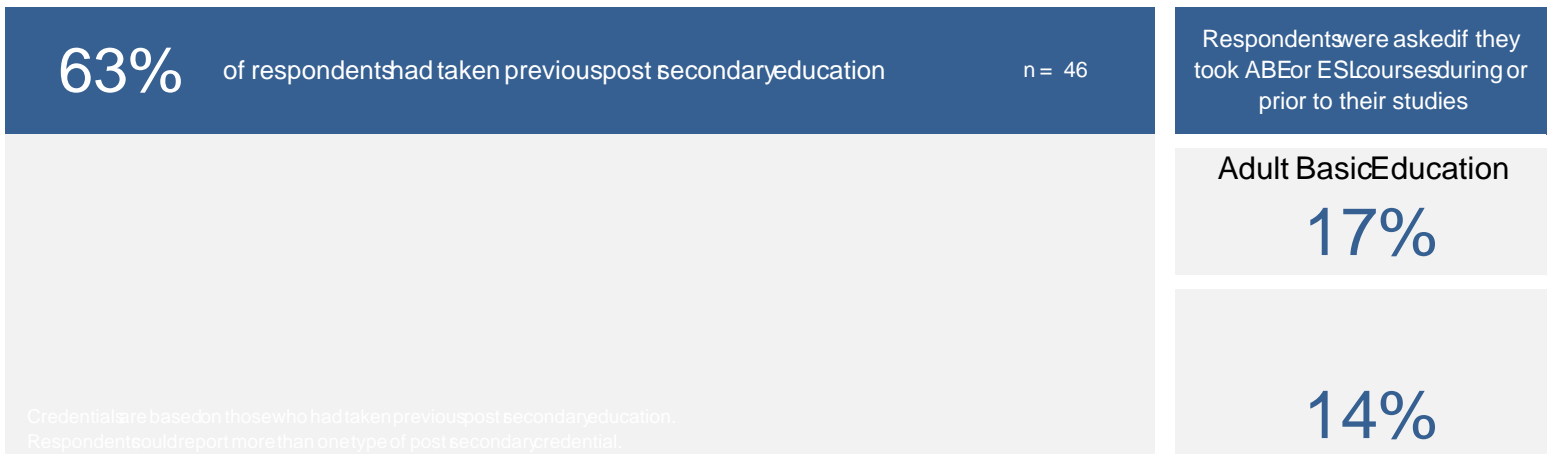 63% of respondents had taken previous post secondary education n = 46
Respondents were asked if they
took ABE or ESL courses during or
prior to their studies
Adult Basic Education
17%
14%
Credentials are based on those who had taken previous post secondary education.
Respondents could report more than one type of post secondary credential.